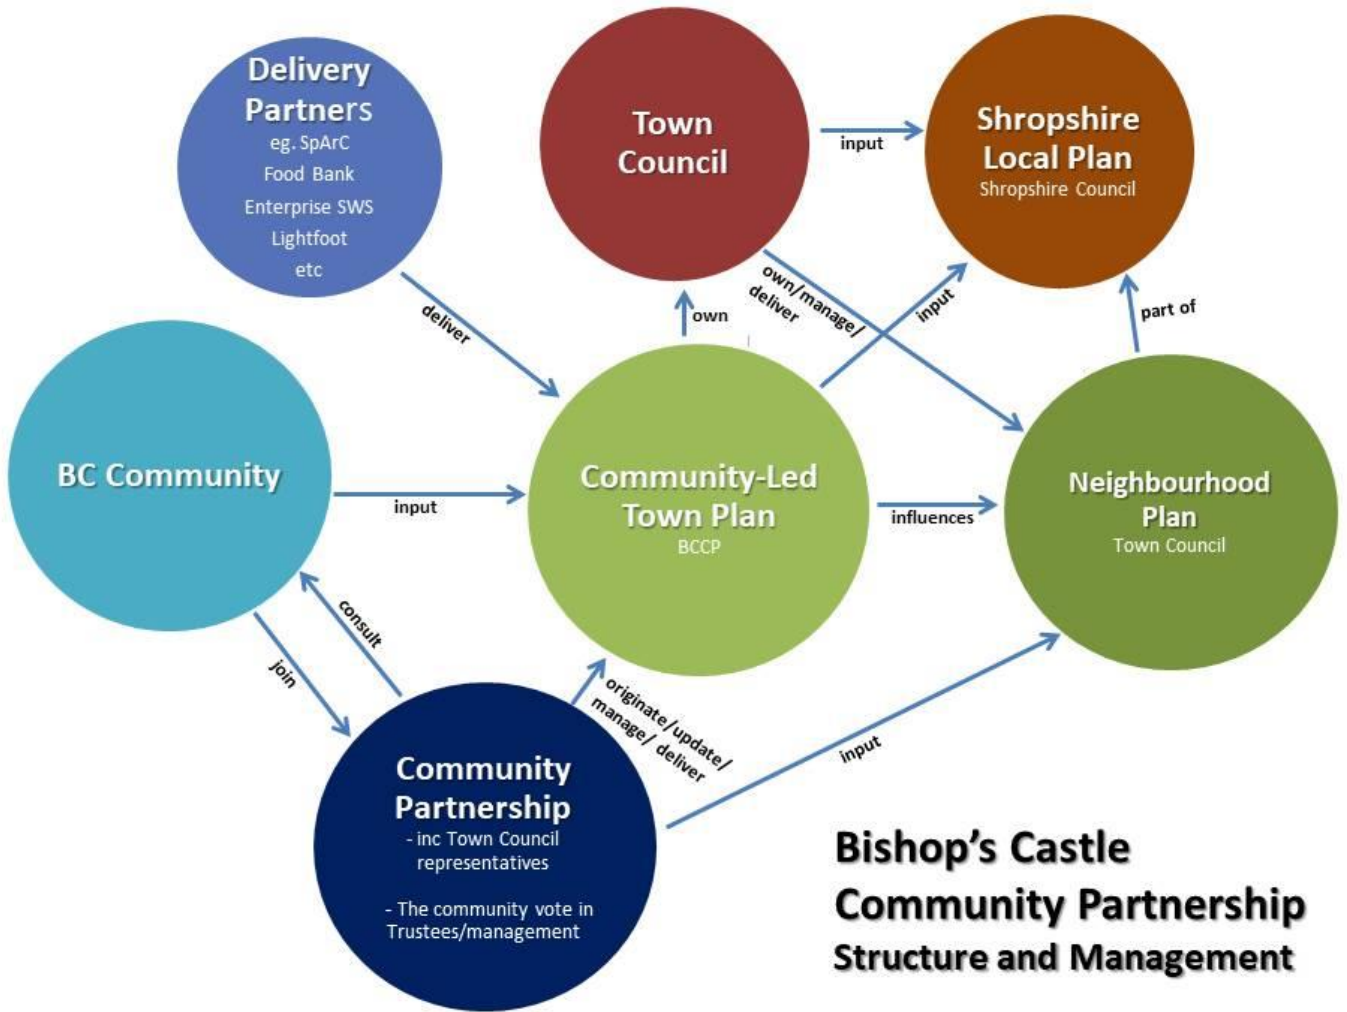 Delivery
Partners
eg. SpArC
Food Bank
Enterprise SWS
Lightfoot
etc
Town
Council
input
Shropshire
Local Plan
Shropshire Council
deliver
own
own/manage/
deliver
input
part of
BC Community
input
Community-Led
Town Plan
BCCP
influences
Neighbourhood
Plan
Town Council
consult
join
originate/update/
manage/ deliver
input
Community
Partnership
- inc Town Council
representatives
- The community vote in
Trustees/management
Bishop's Castle
Community Partnership
Structure and Management